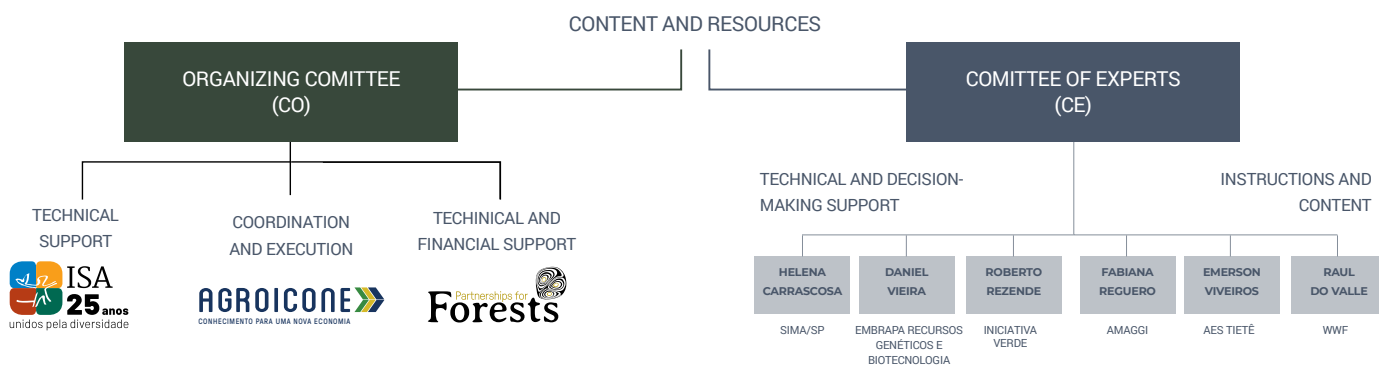 CONTENT AND RESOURCES
ORGANIZING COMITTEE
(CO)
COMITTEE OF EXPERTS
(CE)
TECHNICAL
SUPPORT
COORDINATION
AND EXECUTION
TECHINICAL AND
FINANCIAL SUPPORT
ISA
25 anos
unidos pela diversidade
AGROICONE
CONHECIMENTO PARA UMA NOVA ECONOMIA
Partnerships for
Forests
TECHNICAL AND DECISION-
MAKING SUPPORT
INSTRUCTIONS AND
CONTENT
HELENA
CARRASCOSA
SIMA/SP
DANIEL
VIEIRA
EMBRAPA RECURSOS
GENÉTICOS E
BIOTECNOLOGIA
ROBERTO
REZENDE
INICIATIVA
VERDE
FABIANA
REGUERO
AMAGGI
EMERSON
VIVEIROS
AES TIETÊ
RAUL
DO VALLE
WWF